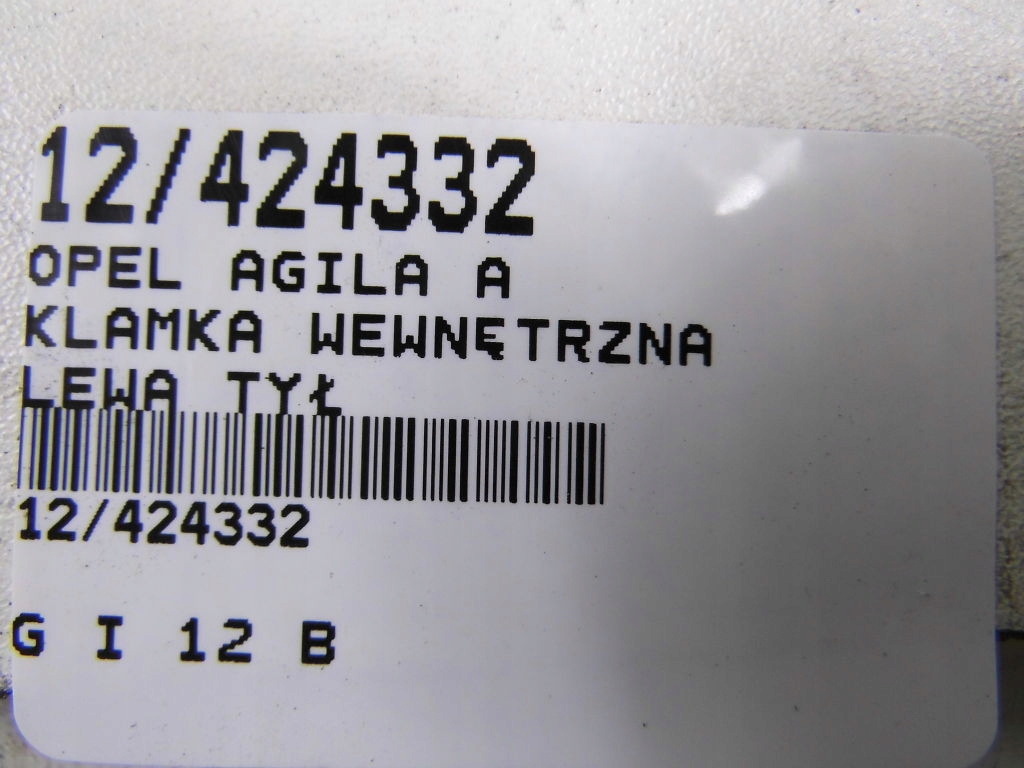 12/424332
OPEL AGILA A
KLAMKA WEWNĘTRZNA
LEWA TYŁ
12/424332
G I 12 B